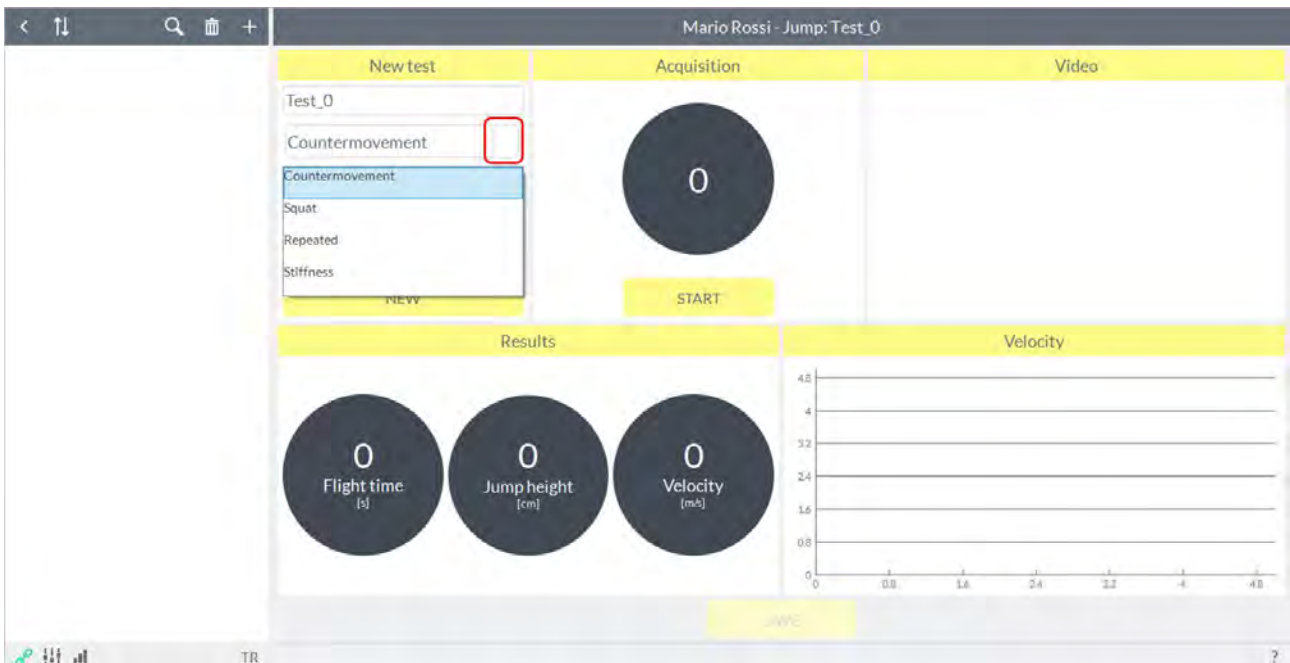 Mario Rossi - Jump: Test_0
New test
Acquisition
Video
Test_0
Countermovement
Countermovement
Squat
Repeated
Stiffness
0
NEW
START
Results
Velocity
0
Flight time
[s]
0
Jump height
[cm]
0
Velocity
[m/s]
4.8
4
3.2
2.4
1.6
0.8
0
0 0.8 1.6 2.4 3.2 4 4.8
SAVE
TR
?